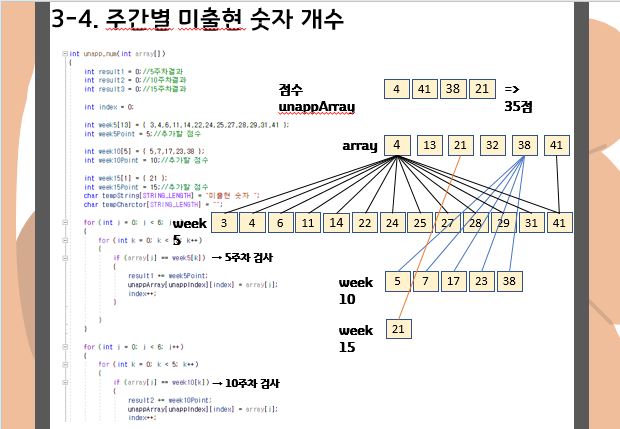 3-4. 주간별 미출현 숫자 개수
int unapp_num(int array[])
{
int result1 = 0;//5주차결과
int result2 = 0;//10주차결과
int result3 = 0;//15주차결과
int index = 0;
int week5[13] = { 3,4,6,11,14,22,24,25,27,28,29,31,41 };
int week5Point = 5;//추가할 점수
int week10[5] = { 5,7,17,23,38 };
int week10Point = 10;//추가할 점수
int week15[1] = { 21 };
int week15Point = 15;//추가할 점수
char tempString[STRING_LENGTH] = "미출현 숫자 ";
char tempCharctor[STRING_LENGTH] = "";
for (int j = 0; j < 6; j++)
{
for (int k = 0; k < k++)
{
if (array[j] == week5[k]) → 5주차 검사
{
result1 += week5Point;
unappArray[unappIndex][index] = array[j];
index++;
}
}
}
for (int j = 0; j < 6; j++)
{
for (int k = 0; k < 5; k++)
{
if (array[j] == week10[k]) → 10주차 검사
{
result2 += week10Point;
unappArray[unappIndex][index] = array[j];
index++;
점수
unappArray
4 41 38 21 =>
35점
array 4 13 21 32 38 41
week
5
3 4 6 11 14 22 24 25 27 28 29 31 41
week
10
5 7 17 23 38
week
15
21